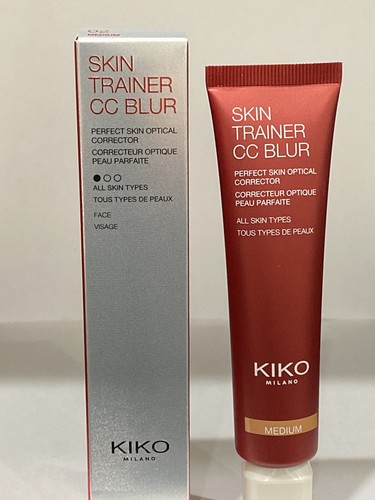 02
MEDIUM
SKIN
TRAINER
CC BLUR
PERFECT SKIN OPTICAL
CORRECTOR
CORRECTEUR OPTIQUE
PEAU PARFAITE
ALL SKIN TYPES
TOUS TYPES DE PEAUX
FACE
VISAGE
KIKO
MILANO
SKIN
TRAINER
CC BLUR
PERFECT SKIN OPTICAL
CORRECTOR
CORRECTEUR OPTIQUE
PEAU PARFAITE
ALL SKIN TYPES
TOUS TYPES DE PEAUX
KIKO
MILANO
MEDIUM